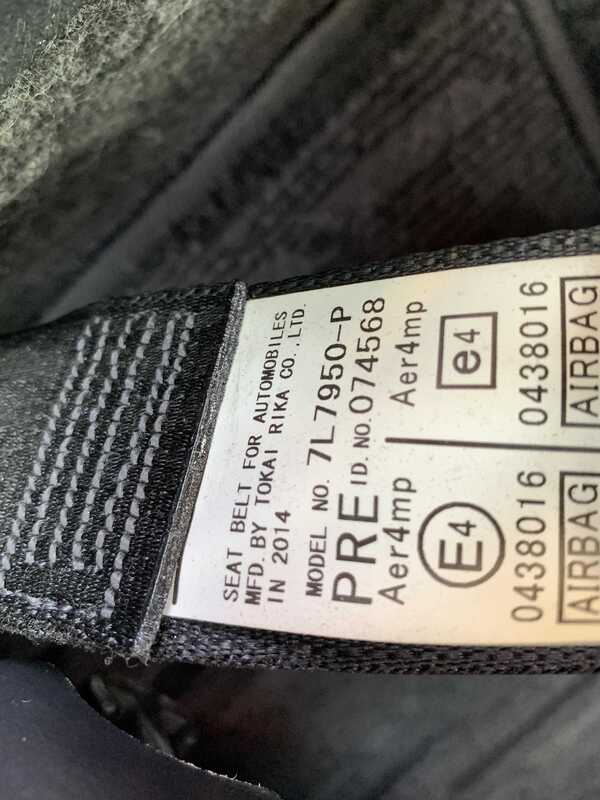 SEAT BELT FOR AUTOMOBILES
MFD. BY TOKAI RIKA CO.,LTD.
IN 2014
MODEL NO. 7L7950-P
PRE ID.NO.074568
Aer4mp Aer4mp
E4 e4
0438016 0438016
AIRBAG AIRBAG